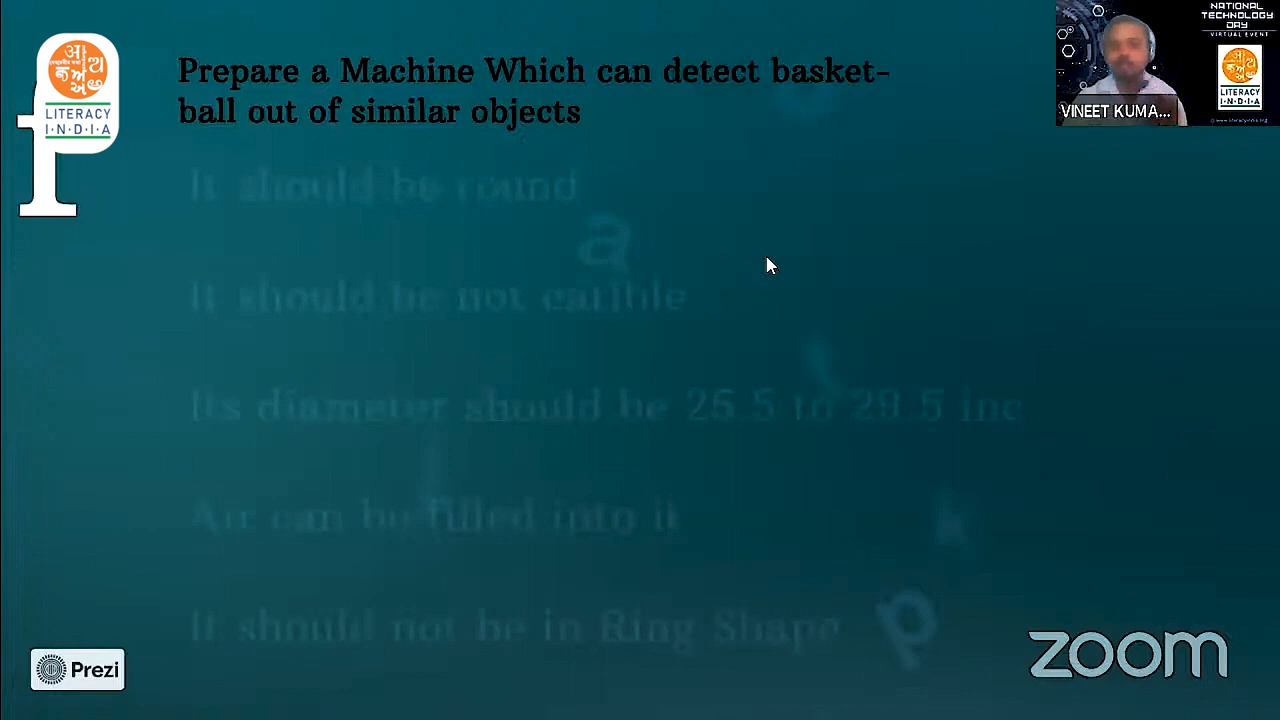 Prepare a Machine Which can detect basket-
ball out of similar objects
It should be round
a
It should be not
Its diameter should be 25.5 to 29.5 inc
Air can be filled into it
k
It should not be in Ring Shape
p
f
LITERACY
I·N·D·I·A
Prezi
zoom
NATIONAL
TECHNOLOGY
DAY
VIRTUAL EVENT
LITERACY
I·N·D·I·A
VINEET KUMA...